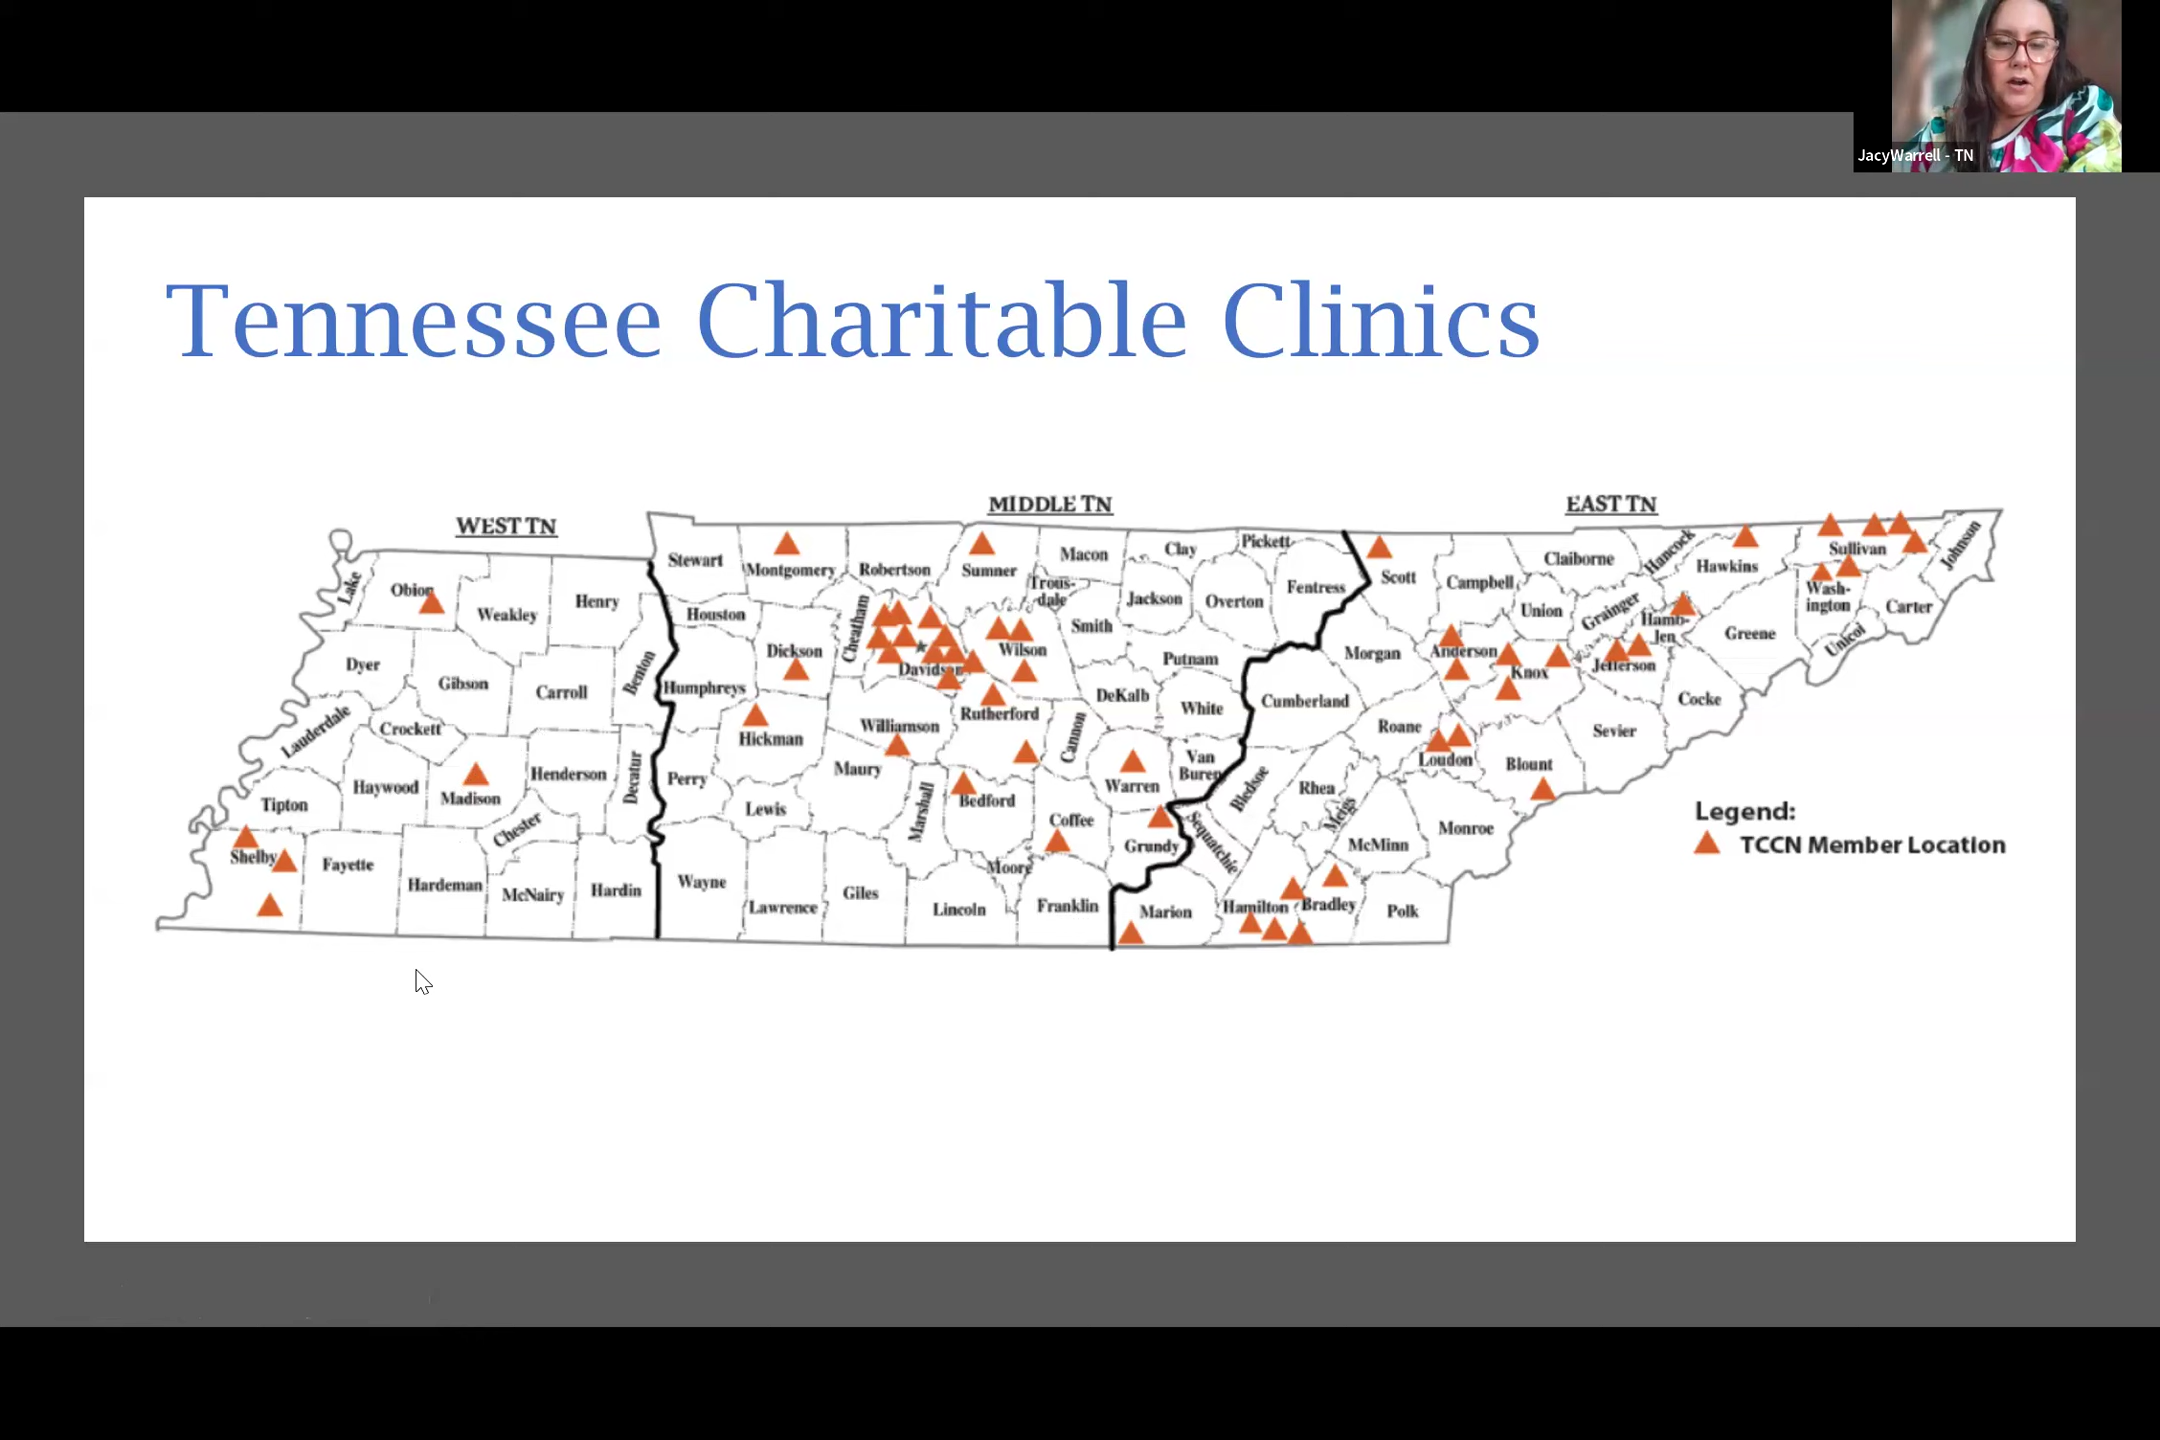 JacyWarrell - TN
Tennessee Charitable Clinics
WEST TN
MIDDLE TN
EAST TN
Lake
Obion
Weakley
Henry
Dyer
Gibson
Carroll
Benton
Lauderdale
Crockett
Haywood
Madison
Henderson
Decatur
Tipton
Chester
Shelby
Fayette
Hardeman
McNairy
Hardin
Stewart
Montgomery
Robertson
Sumner
Macon
Clay
Pickett
Trous-
dale
Houston
Cheatham
Jackson
Overton
Fentress
Smith
Dickson
Davidson
Wilson
Putnam
Humphreys
DeKalb
White
Hickman
Williamson
Rutherford
Cannon
Perry
Maury
Warren
Van
Buren
Lewis
Marshall
Bedford
Coffee
Grundy
Wayne
Lawrence
Giles
Moore
Lincoln
Franklin
Scott
Campbell
Claiborne
Hancock
Hawkins
Sullivan
Johnson
Union
Grainger
Hamb-
len
Greene
Wash-
ington
Carter
Unicoi
Morgan
Anderson
Knox
Jefferson
Cocke
Cumberland
Roane
Loudon
Blount
Sevier
Bledsoe
Rhea
Meigs
McMinn
Monroe
Sequatchie
Marion
Hamilton
Bradley
Polk
Legend:
TCCN Member Location